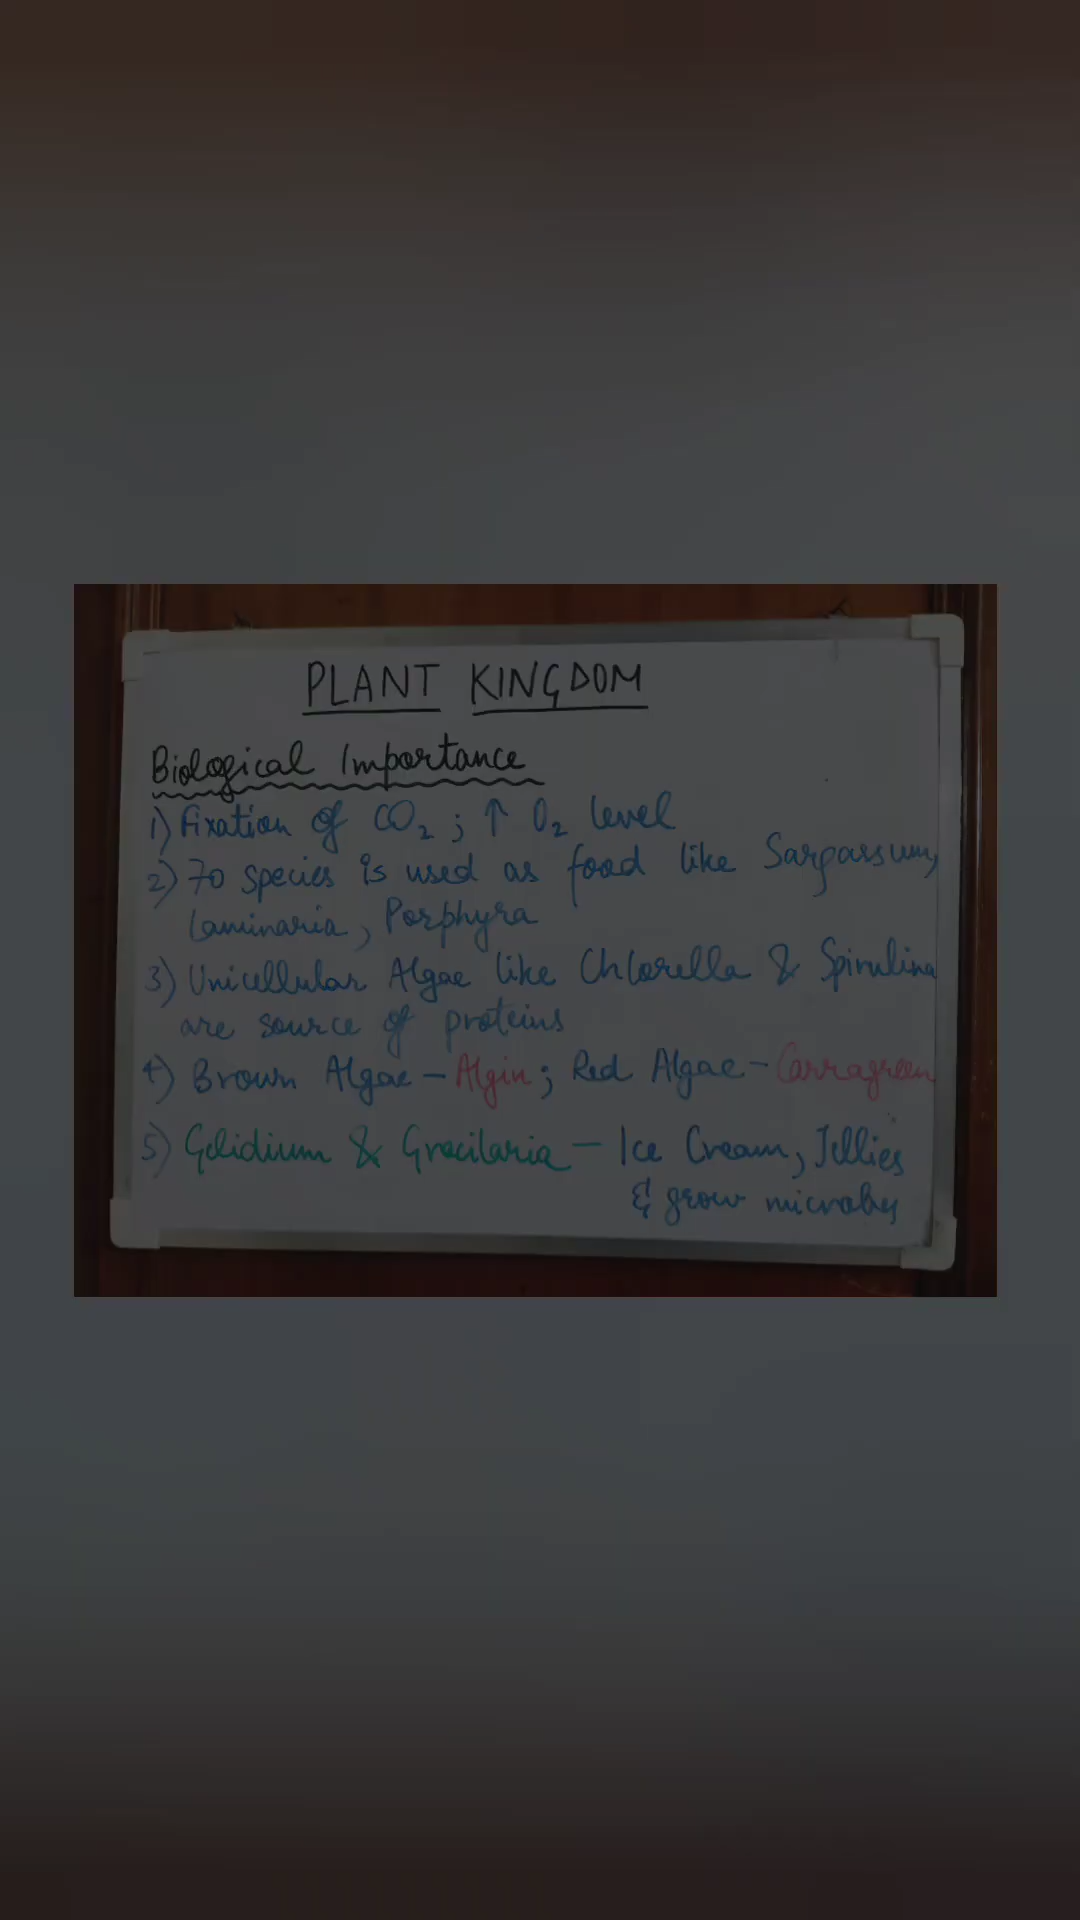 PLANT KINGDOM
Biological Importance
1) Fixation of CO₂ ; ↑ O₂ level
2) 70 species is used as food like Sargassum,
Laminaria, Porphyra
3) Unicellular Algae like Chlorella & Spirulina
are source of proteins
4) Brown Algae - Algin ; Red Algae - Carrageen
5) Gelidium & Gracilaria - Ice Cream, Jellies
& grow microbes